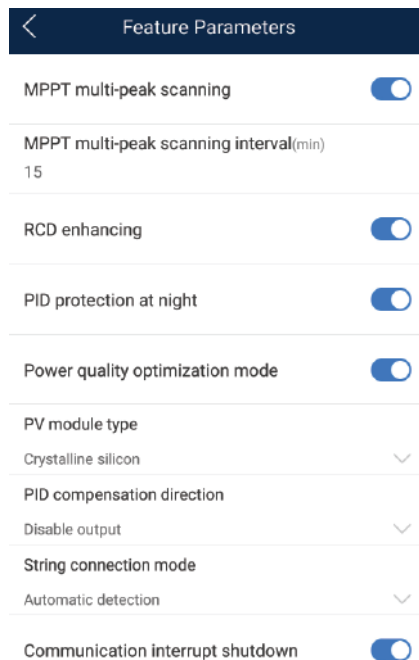 Feature Parameters
MPPT multi-peak scanning
MPPT multi-peak scanning interval(min)
15
RCD enhancing
PID protection at night
Power quality optimization mode
PV module type
Crystalline silicon
PID compensation direction
Disable output
String connection mode
Automatic detection
Communication interrupt shutdown